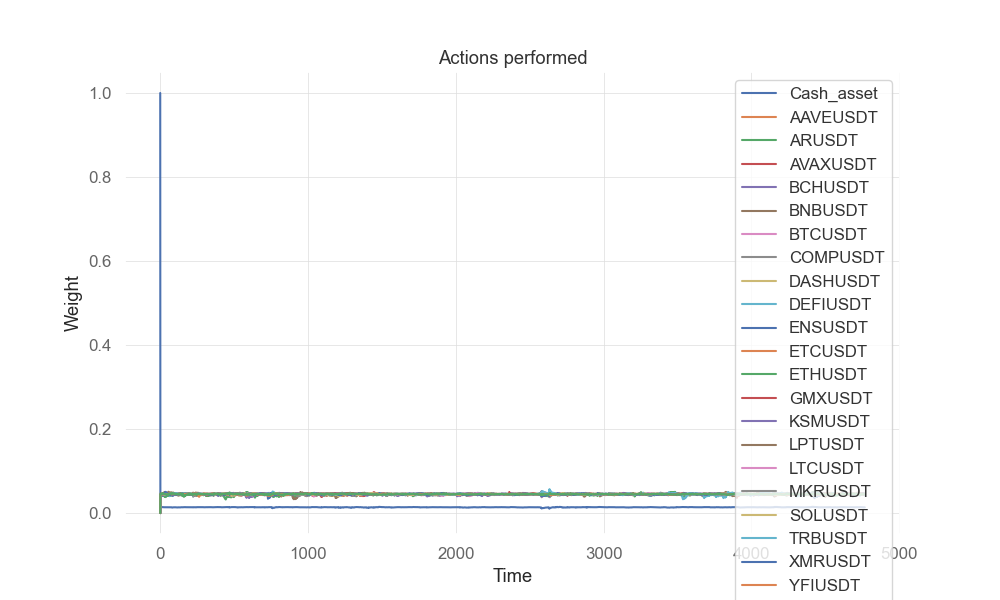 Actions performed
Weight
1.0
0.8
0.6
0.4
0.2
0.0
0
1000
2000
3000
4000
5000
Time
Cash_asset
AAVEUSDT
ARUSDT
AVAXUSDT
BCHUSDT
BNBUSDT
BTCUSDT
COMPUSDT
DASHUSDT
DEFIUSDT
ENSUSDT
ETCUSDT
ETHUSDT
GMXUSDT
KSMUSDT
LPTUSDT
LTCUSDT
MKRUSDT
SOLUSDT
TRBUSDT
XMRUSDT
YFIUSDT